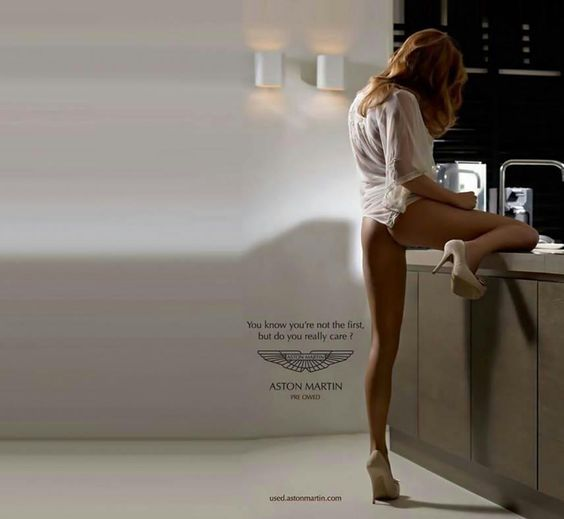 You know you're not the first,
but do you really care ?
ASTON MARTIN
ASTON MARTIN
PRE OWED
used.astonmartin.com